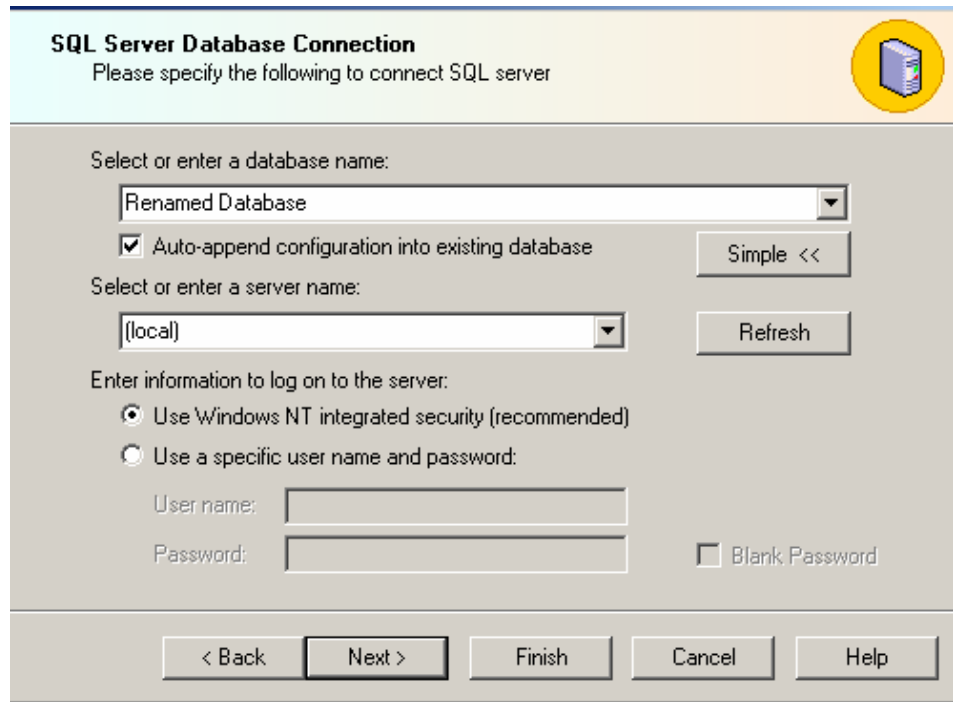 SQL Server Database Connection
Please specify the following to connect SQL server
Select or enter a database name:
Renamed Database
Auto-append configuration into existing database
Simple <<
Select or enter a server name:
(local)
Refresh
Enter information to log on to the server:
Use Windows NT integrated security (recommended)
Use a specific user name and password:
User name:
Password:
Blank Password
< Back
Next >
Finish
Cancel
Help